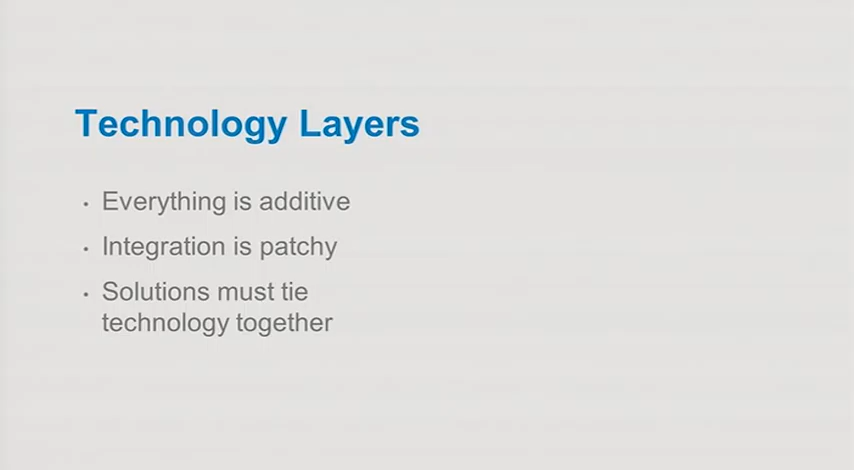 Technology Layers
· Everything is additive
· Integration is patchy
· Solutions must tie
technology together